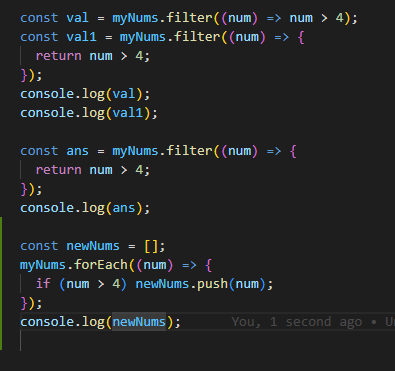 const val = myNums.filter((num) => num > 4);
const val1 = myNums.filter((num) => {
  return num > 4;
});
console.log(val);
console.log(val1);

const ans = myNums.filter((num) => {
  return num > 4;
});
console.log(ans);

const newNums = [];
myNums.forEach((num) => {
  if (num > 4) newNums.push(num);
});
console.log(newNums);     You, 1 second ago •